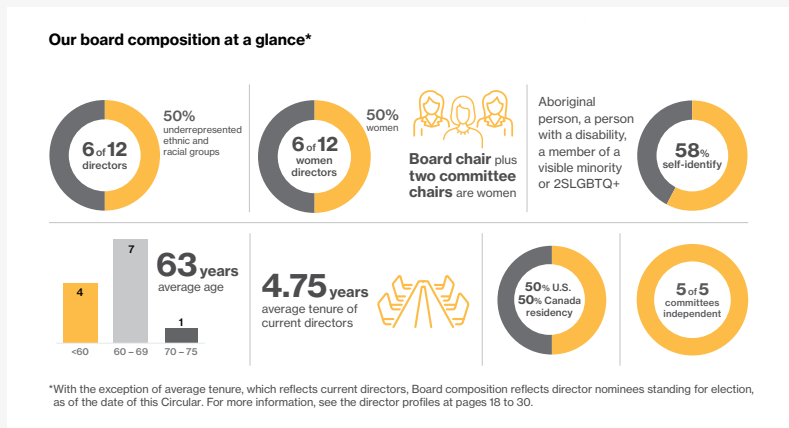 Our board composition at a glance*
6 of 12
directors
50%
underrepresented
ethnic and
racial groups
6 of 12
women
directors
50%
women
Board chair plus
two committee
chairs are women
Aboriginal
person, a person
with a disability,
a member of a
visible minority
or 2SLGBTQ+
58%
self-identify
4
7
1
<60
60 – 69
70 – 75
63 years
average age
4.75 years
average tenure of
current directors
50% U.S.
50% Canada
residency
5 of 5
committees
independent
*With the exception of average tenure, which reflects current directors, Board composition reflects director nominees standing for election,
as of the date of this Circular. For more information, see the director profiles at pages 18 to 30.